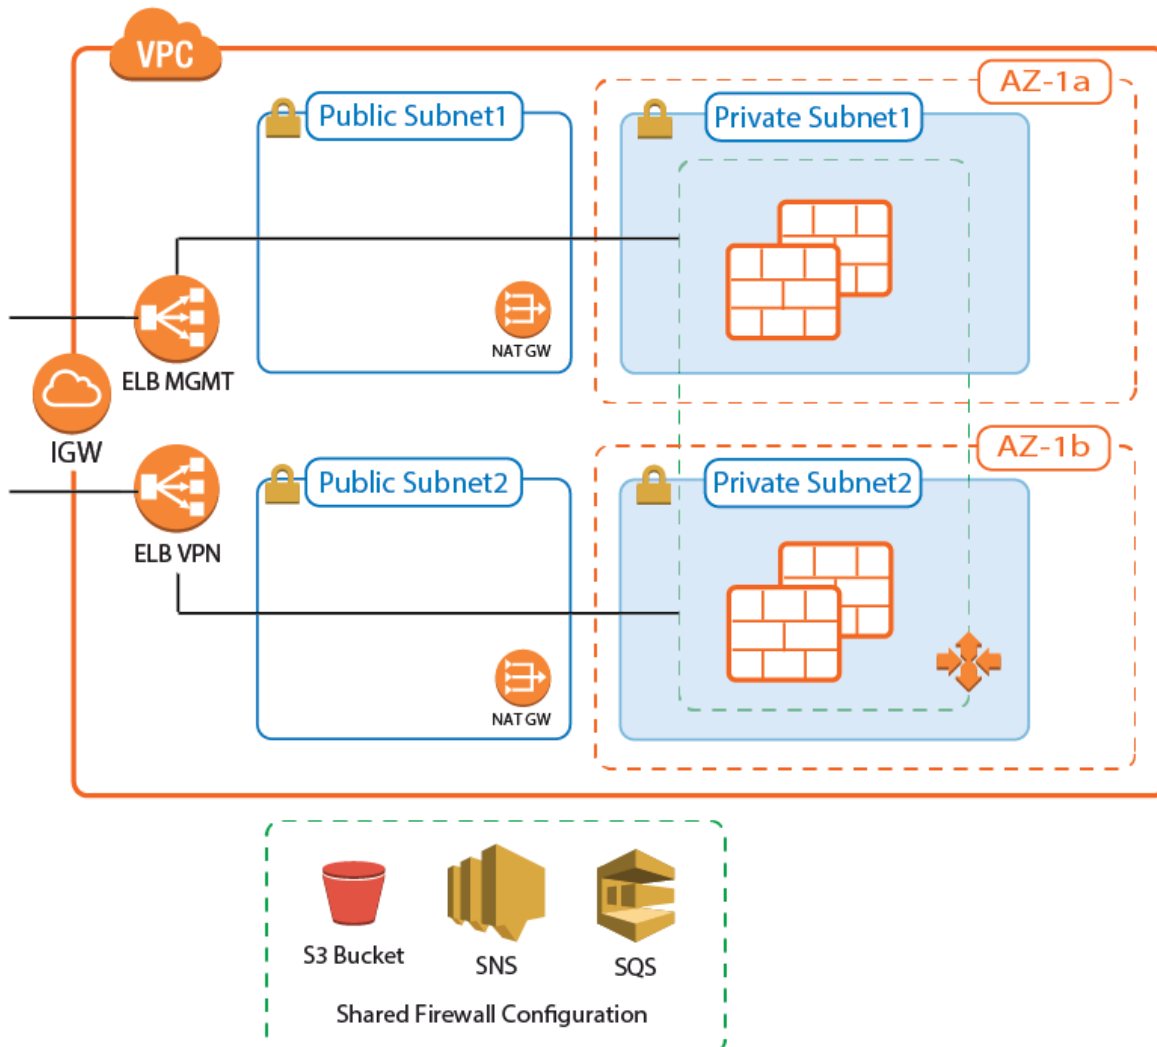 VPC
AZ-1a
Public Subnet1
Private Subnet1
NAT GW
ELB MGMT
IGW
AZ-1b
Public Subnet2
Private Subnet2
ELB VPN
NAT GW
S3 Bucket
SNS
SQS
Shared Firewall Configuration